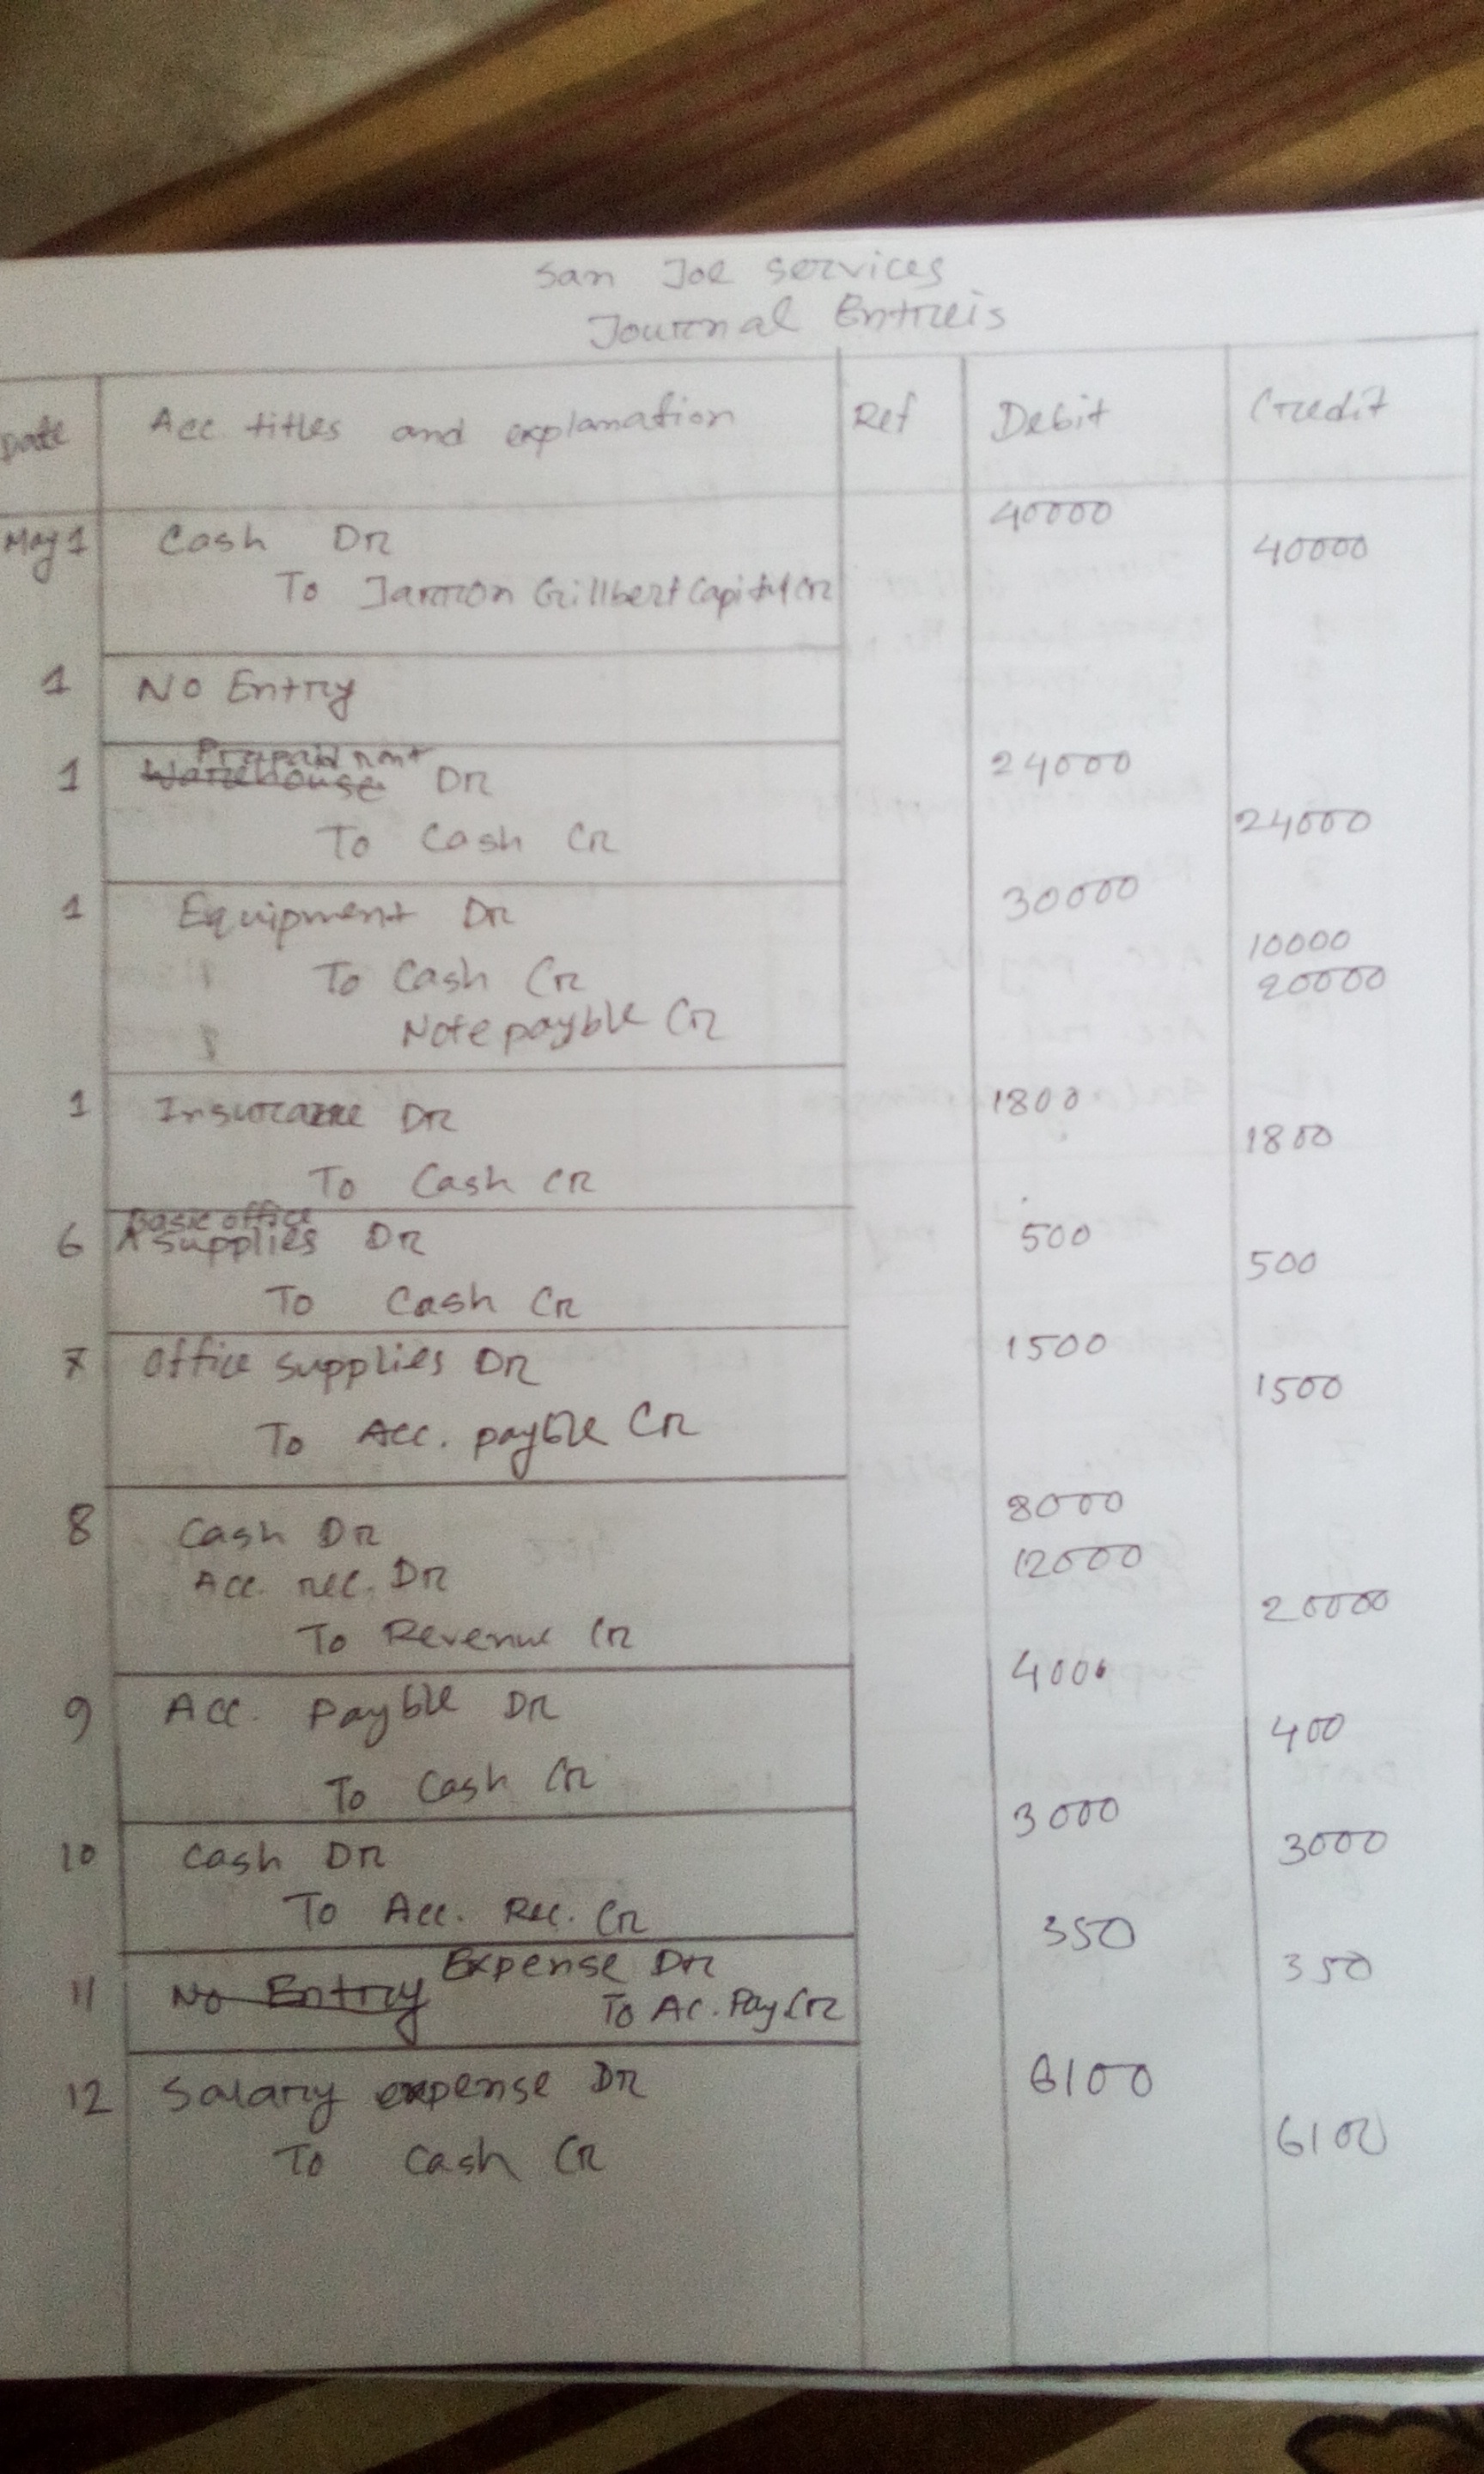 San Joe services
Journal Entrieis
Date Acc. titles and explanation Ref Debit Credit
May 1 Cash Dr 40000
To Jarron Gillbert Capital Cr 40000
1 No Entry
1 Prepaid rent Dr 24000
Warehouse
To Cash Cr 24000
1 Equipment Dr 30000
To Cash Cr 10000
Note payble Cr 20000
1 Insurance Dr 1800
To Cash Cr 1800
Basic office
6 supplies Dr 500
To Cash Cr 500
7 office supplies Dr 1500
To Acc. payble Cr 1500
8 Cash Dr 8000
Acc. rec. Dr 12000
To Revenue Cr 20000
9 Acc. Payble Dr 400
To Cash Cr 400
10 Cash Dr 3000
To Acc. Rec. Cr 3000
11 No Entry Expense Dr 350
To Ac. Pay Cr 350
12 Salary expense Dr 6100
To Cash Cr 6100